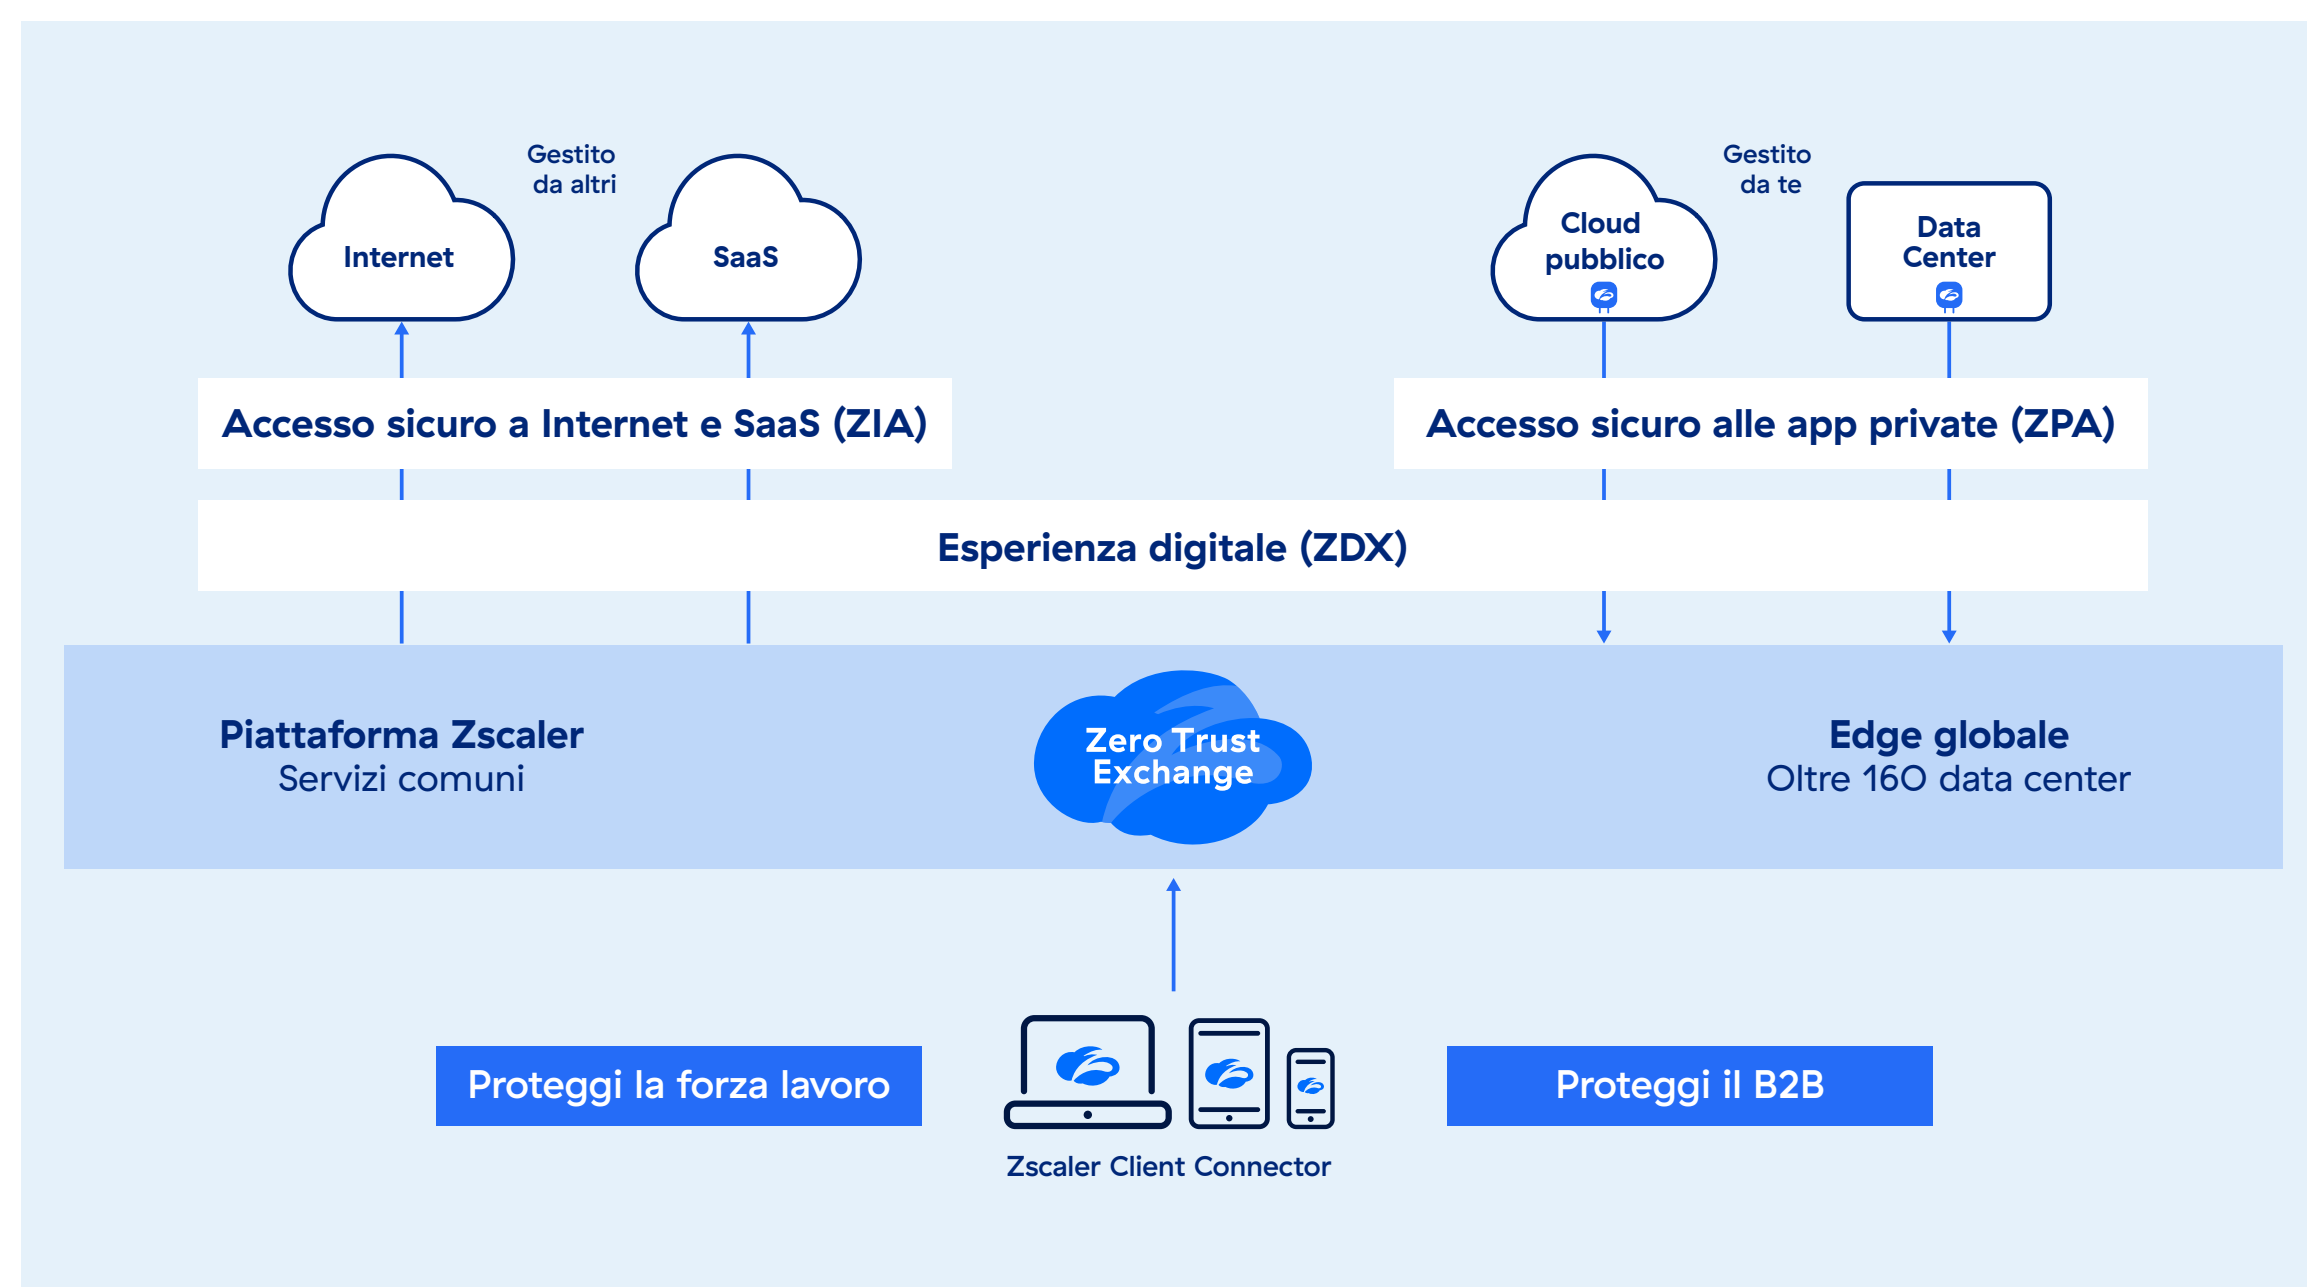 Gestito
da altri
Gestito
da te
Internet
SaaS
Cloud
pubblico
Data
Center
Accesso sicuro a Internet e SaaS (ZIA)
Accesso sicuro alle app private (ZPA)
Esperienza digitale (ZDX)
Piattaforma Zscaler
Servizi comuni
Zero Trust
Exchange
Edge globale
Oltre 160 data center
Proteggi la forza lavoro
Proteggi il B2B
Zscaler Client Connector